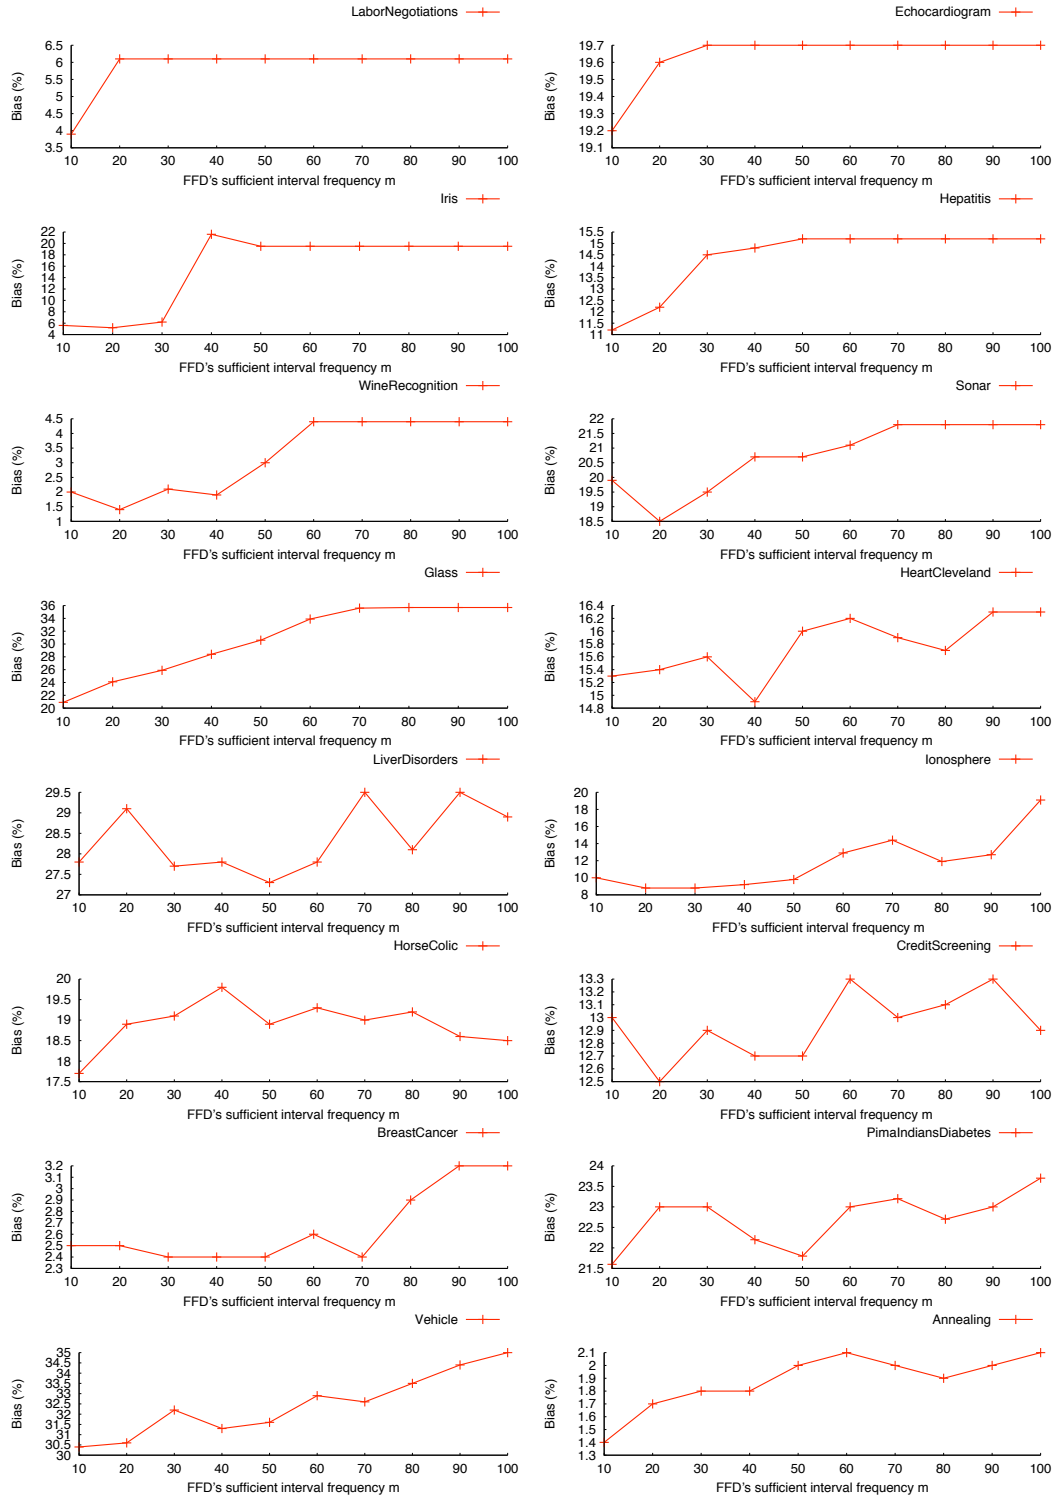 LaborNegotiations
Bias (%)
6.5
6
5.5
5
4.5
4
3.5
10 20 30 40 50 60 70 80 90 100
FFD's sufficient interval frequency m
Echocardiogram
Bias (%)
19.7
19.6
19.5
19.4
19.3
19.2
19.1
10 20 30 40 50 60 70 80 90 100
FFD's sufficient interval frequency m
Iris
Bias (%)
22
20
18
16
14
12
10
8
6
4
10 20 30 40 50 60 70 80 90 100
FFD's sufficient interval frequency m
Hepatitis
Bias (%)
15.5
15
14.5
14
13.5
13
12.5
12
11.5
11
10 20 30 40 50 60 70 80 90 100
FFD's sufficient interval frequency m
WineRecognition
Bias (%)
4.5
4
3.5
3
2.5
2
1.5
1
10 20 30 40 50 60 70 80 90 100
FFD's sufficient interval frequency m
Sonar
Bias (%)
22
21.5
21
20.5
20
19.5
19
18.5
10 20 30 40 50 60 70 80 90 100
FFD's sufficient interval frequency m
Glass
Bias (%)
36
34
32
30
28
26
24
22
20
10 20 30 40 50 60 70 80 90 100
FFD's sufficient interval frequency m
HeartCleveland
Bias (%)
16.4
16.2
16
15.8
15.6
15.4
15.2
15
14.8
10 20 30 40 50 60 70 80 90 100
FFD's sufficient interval frequency m
LiverDisorders
Bias (%)
29.5
29
28.5
28
27.5
27
10 20 30 40 50 60 70 80 90 100
FFD's sufficient interval frequency m
Ionosphere
Bias (%)
20
18
16
14
12
10
8
10 20 30 40 50 60 70 80 90 100
FFD's sufficient interval frequency m
HorseColic
Bias (%)
20
19.5
19
18.5
18
17.5
10 20 30 40 50 60 70 80 90 100
FFD's sufficient interval frequency m
CreditScreening
Bias (%)
13.3
13.2
13.1
13
12.9
12.8
12.7
12.6
12.5
10 20 30 40 50 60 70 80 90 100
FFD's sufficient interval frequency m
BreastCancer
Bias (%)
3.2
3.1
3
2.9
2.8
2.7
2.6
2.5
2.4
2.3
10 20 30 40 50 60 70 80 90 100
FFD's sufficient interval frequency m
PimaIndiansDiabetes
Bias (%)
24
23.5
23
22.5
22
21.5
10 20 30 40 50 60 70 80 90 100
FFD's sufficient interval frequency m
Vehicle
Bias (%)
35
34.5
34
33.5
33
32.5
32
31.5
31
30.5
30
10 20 30 40 50 60 70 80 90 100
FFD's sufficient interval frequency m
Annealing
Bias (%)
2.1
2
1.9
1.8
1.7
1.6
1.5
1.4
1.3
10 20 30 40 50 60 70 80 90 100
FFD's sufficient interval frequency m